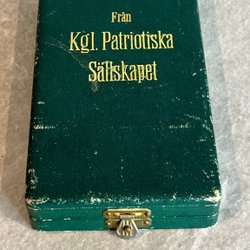 Från
Kgl. Patriotiska
Sällskapet